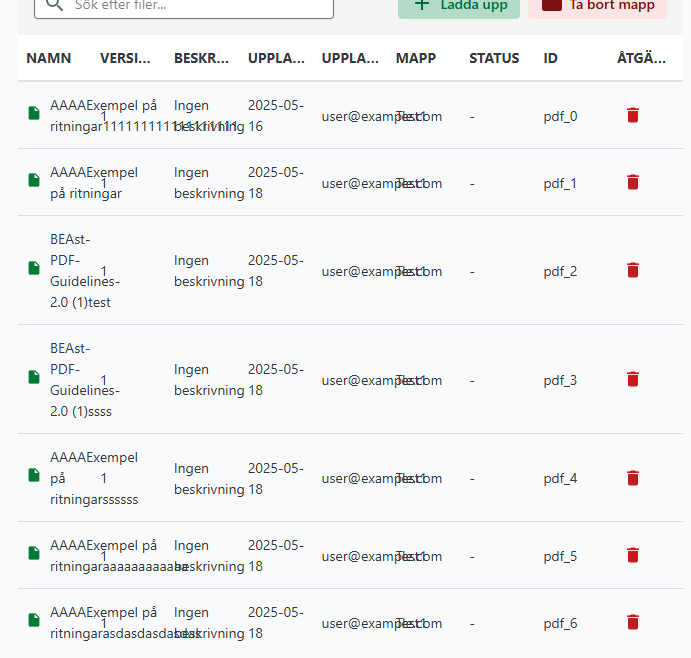 Sök efter filer...
Ladda upp
Ta bort mapp
NAMN VERSI... BESKR... UPPLA... UPPLA... MAPP STATUS ID ÅTGÄ...
AAAAExempel på Ingen 2025-05-
1 user@example.com Test1 - pdf_0
ritningar1111111111111111111 beskrivning 16
AAAAExempel Ingen 2025-05-
1 user@example.com Test1 - pdf_1
på ritningar beskrivning 18
BEAst-
PDF- Ingen 2025-05-
1 user@example.com Test1 - pdf_2
Guidelines- beskrivning 18
2.0 (1)test
BEAst-
PDF- Ingen 2025-05-
1 user@example.com Test1 - pdf_3
Guidelines- beskrivning 18
2.0 (1)ssss
AAAAExempel Ingen 2025-05-
på 1 user@example.com Test1 - pdf_4
ritningarssssss beskrivning 18
AAAAExempel på Ingen 2025-05-
1 user@example.com Test1 - pdf_5
beskrivning 18
AAAAExempel på Ingen 2025-05-
1 user@example.com Test1 - pdf_6
beskrivning 18